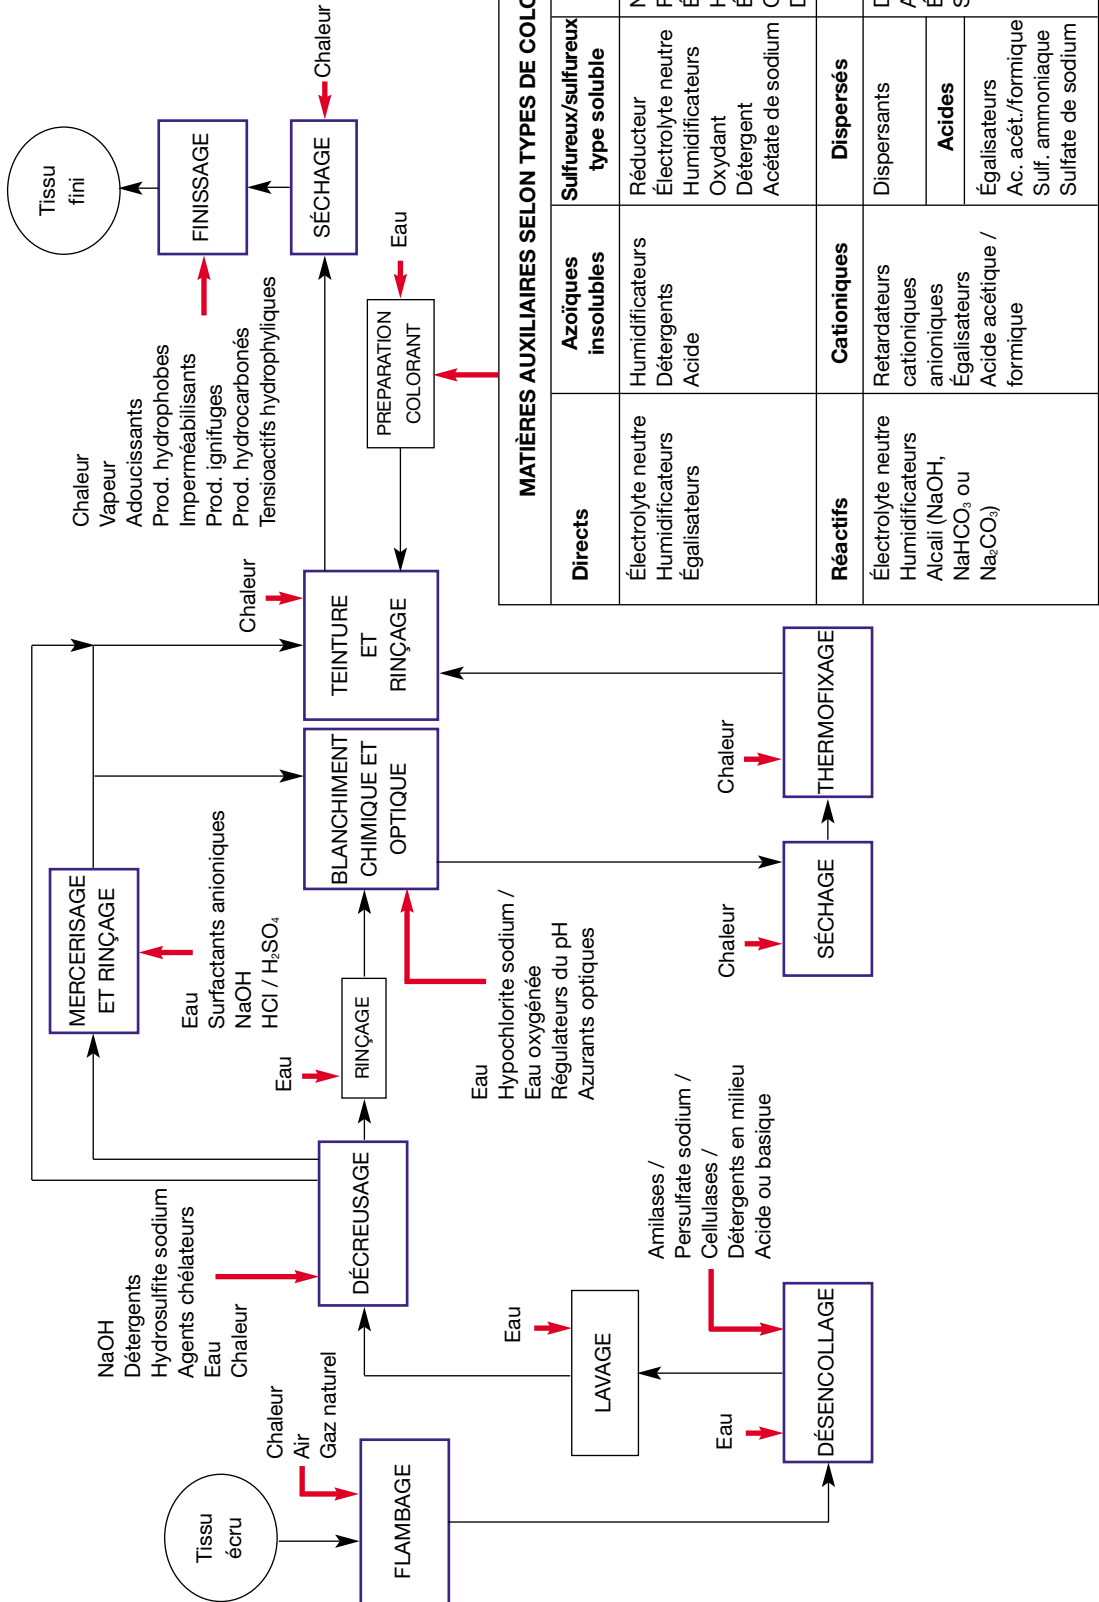 Tissu
écru
Chaleur
Air
Gaz naturel
FLAMBAGE
Eau
Amilases /
Persulfate sodium /
Cellulases /
Détergents en milieu
Acide ou basique
DÉSENCOLLAGE
Eau
LAVAGE
NaOH
Détergents
Hydrosulfite sodium
Agents chélateurs
Eau
Chaleur
DÉCREUSAGE
Eau
RINÇAGE
MERCERISAGE
ET RINÇAGE
Eau
Surfactants anioniques
NaOH
HCl / H₂SO₄
BLANCHIMENT
CHIMIQUE ET
OPTIQUE
Eau
Hypochlorite sodium /
Eau oxygénée
Régulateurs du pH
Azurants optiques
Chaleur
SÉCHAGE
Chaleur
THERMOFIXAGE
Chaleur
TEINTURE
ET
RINÇAGE
PREPARATION
COLORANT
Eau
Chaleur
SÉCHAGE
Chaleur
Vapeur
Adoucissants
Prod. hydrophobes
Imperméabilisants
Prod. ignifuges
Prod. hydrocarbonés
Tensioactifs hydrophyliques
FINISSAGE
Tissu
fini
MATIÈRES AUXILIAIRES SELON TYPES DE COLO
Directs
Électrolyte neutre
Humidificateurs
Égalisateurs
Azoïques
insolubles
Humidificateurs
Détergents
Acide
Sulfureux/sulfureux
type soluble
Réducteur
Électrolyte neutre
Humidificateurs
Oxydant
Détergent
Acétate de sodium
Réactifs
Électrolyte neutre
Humidificateurs
Alcali (NaOH,
NaHCO₃ ou
Na₂CO₃)
Cationiques
Retardateurs
cationiques
anioniques
Égalisateurs
Acide acétique /
formique
Dispersés
Dispersants
Acides
Égalisateurs
Ac. acét./formique
Sulf. ammoniaque
Sulfate de sodium